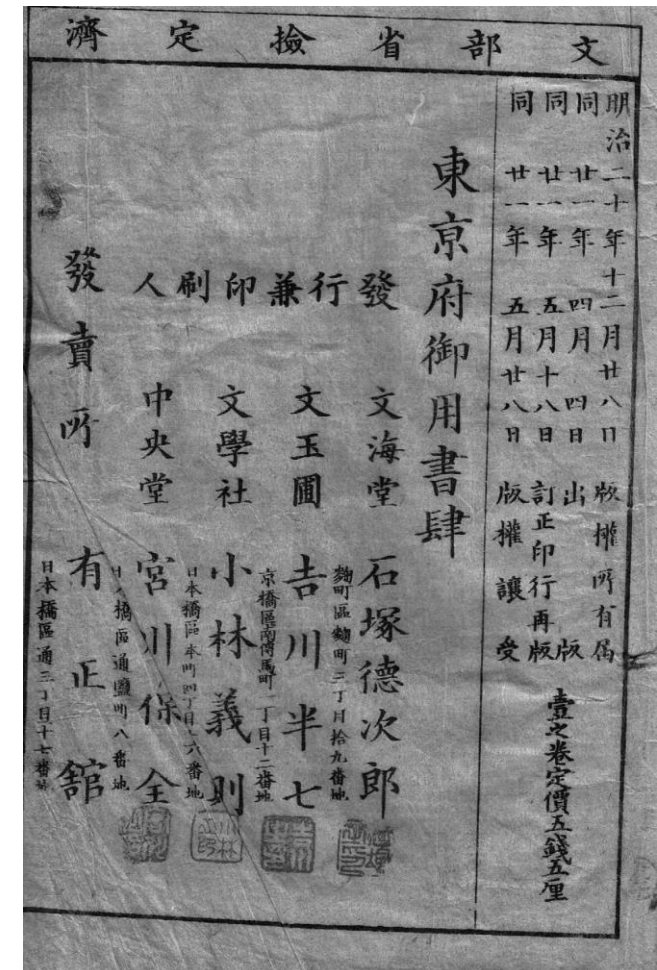 文部省撿定濟
明治二十年十二月廿八日版權所有屆
同廿一年四月四日出版
同廿一年五月十八日訂正印行再版
同廿一年五月廿八日版權讓受
壹之卷定價五錢五厘
東京府御用書肆
發行兼印刷人
文海堂石塚德次郎
麴町區麴町三丁目拾九番地
文玉圃吉川半七
京橋區南傳馬町一丁目十二番地
文學社小林義則
日本橋區本町四丁目十六番地
中央堂宮川保全
日本橋區通鹽町八番地
發賣所有正舘
日本橋區通三丁目十七番地